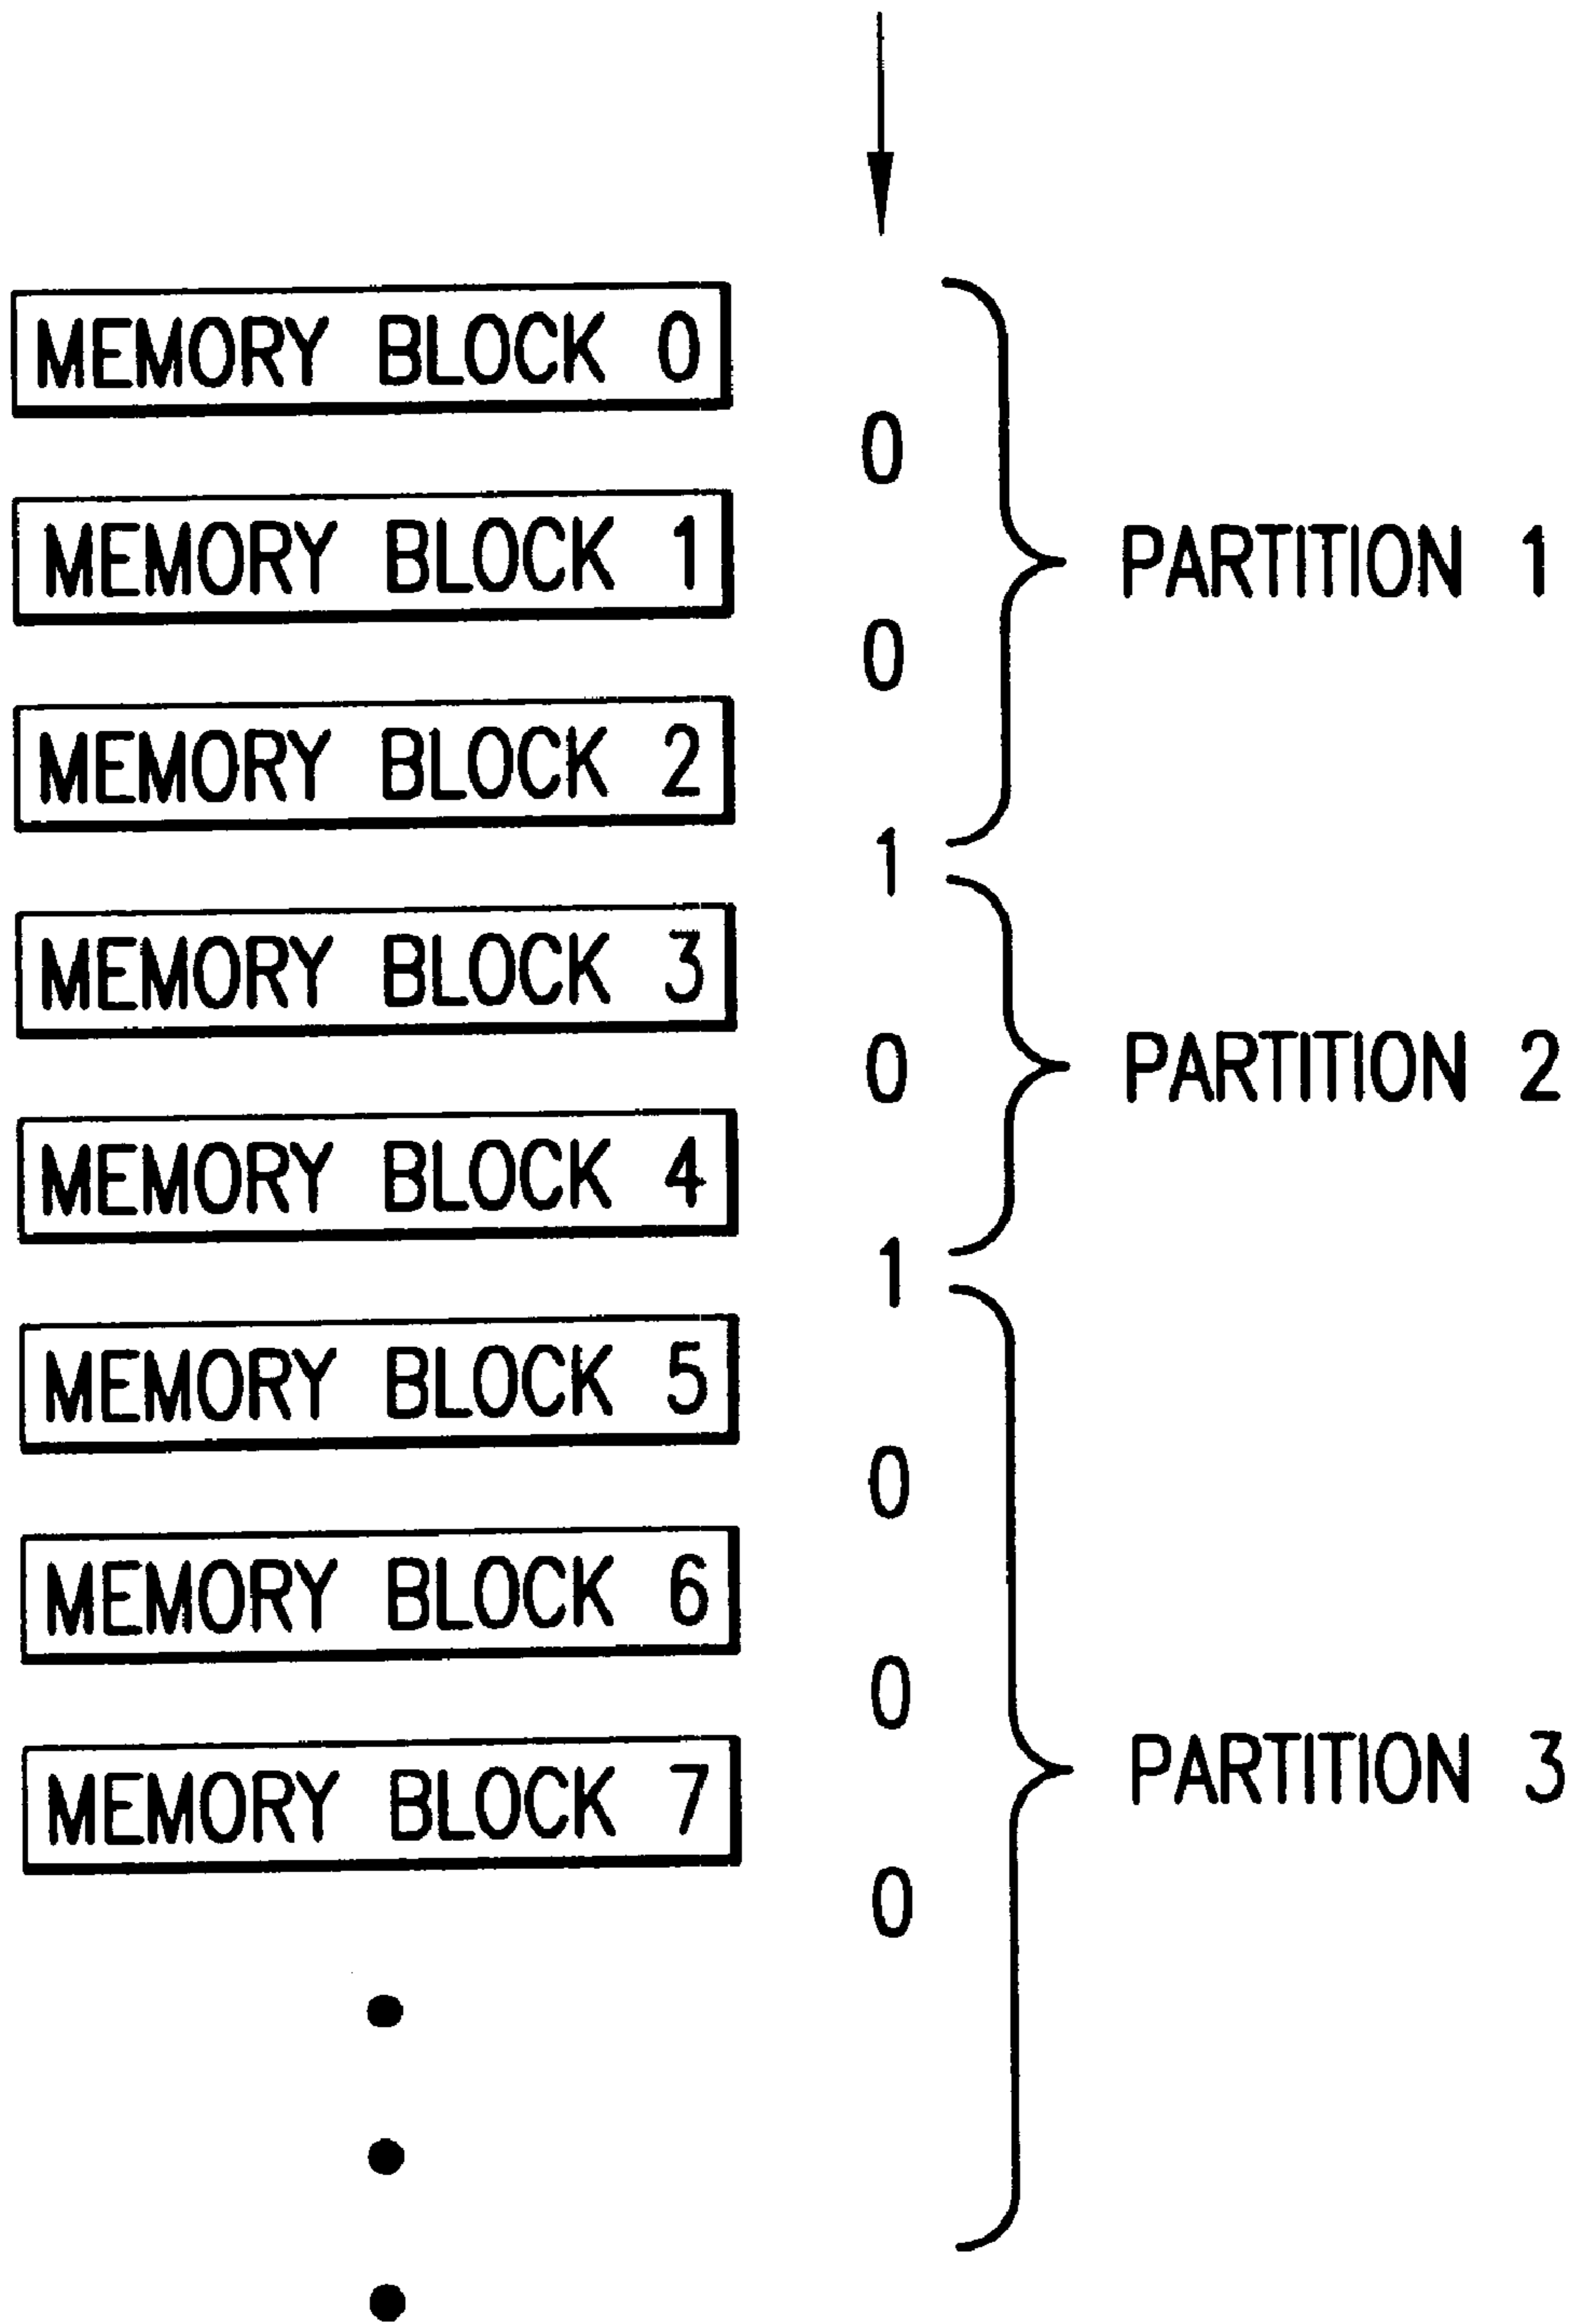 MEMORY BLOCK 0
0
MEMORY BLOCK 1
PARTITION 1
0
MEMORY BLOCK 2
1
MEMORY BLOCK 3
0
PARTITION 2
MEMORY BLOCK 4
1
MEMORY BLOCK 5
0
MEMORY BLOCK 6
0
MEMORY BLOCK 7
PARTITION 3
0